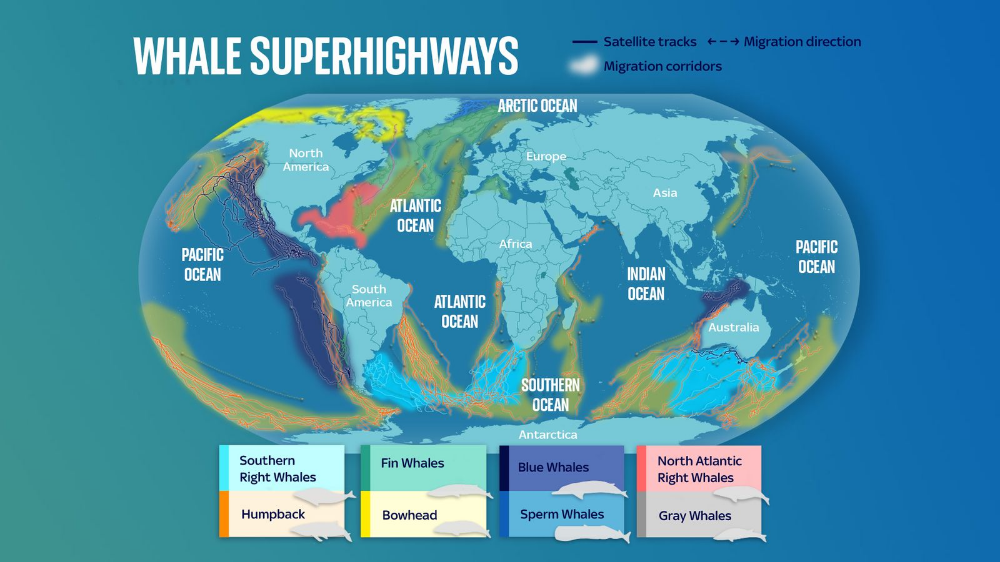 WHALE SUPERHIGHWAYS
Satellite tracks
Migration direction
Migration corridors
ARCTIC OCEAN
North
America
Europe
Asia
ATLANTIC
OCEAN
Africa
PACIFIC
OCEAN
PACIFIC
OCEAN
INDIAN
OCEAN
South
America
ATLANTIC
OCEAN
Australia
SOUTHERN
OCEAN
Antarctica
Southern
Right Whales
Fin Whales
Blue Whales
North Atlantic
Right Whales
Humpback
Bowhead
Sperm Whales
Gray Whales